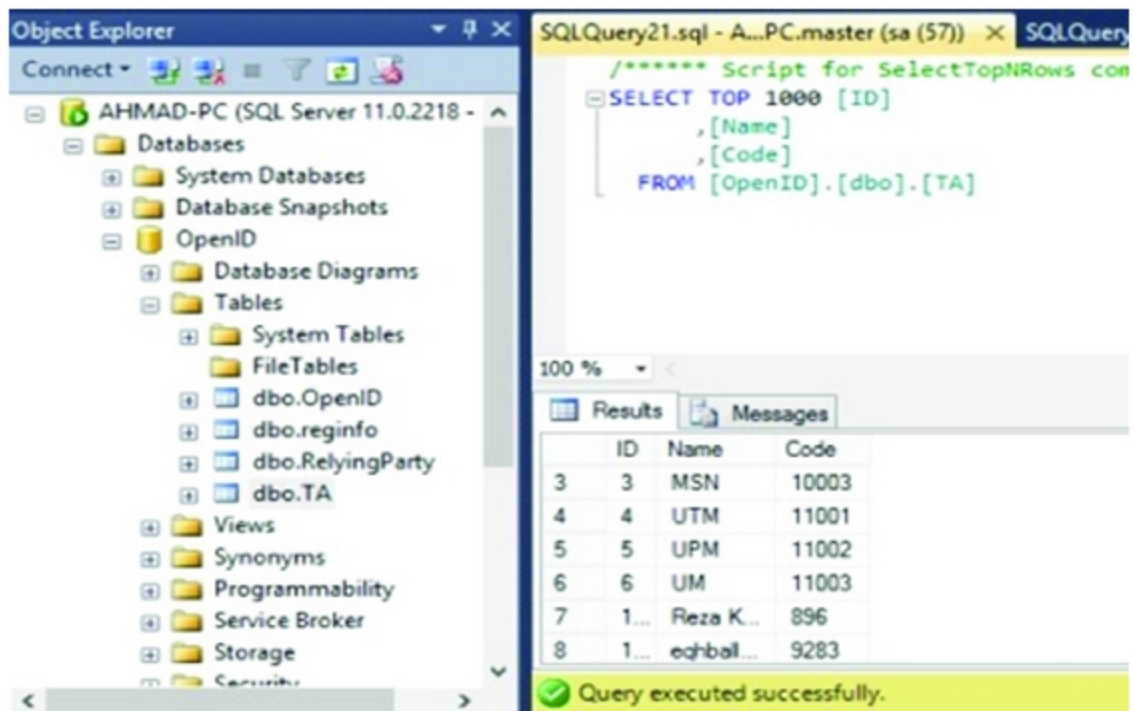 Object Explorer
Connect
AHMAD-PC (SQL Server 11.0.2218 -
Databases
System Databases
Database Snapshots
OpenID
Database Diagrams
Tables
System Tables
FileTables
dbo.OpenID
dbo.reginfo
dbo.RelyingParty
dbo.TA
Views
Synonyms
Programmability
Service Broker
Storage
Security
SQLQuery21.sql - A...PC.master (sa (57)) SQLQuery
/****** Script for SelectTopNRows com
SELECT TOP 1000 [ID]
,[Name]
,[Code]
FROM [OpenID].[dbo].[TA]
100 %
Results Messages
ID Name Code
3 3 MSN 10003
4 4 UTM 11001
5 5 UPM 11002
6 6 UM 11003
7 1... Reza K... 896
8 1... eghball... 9283
Query executed successfully.